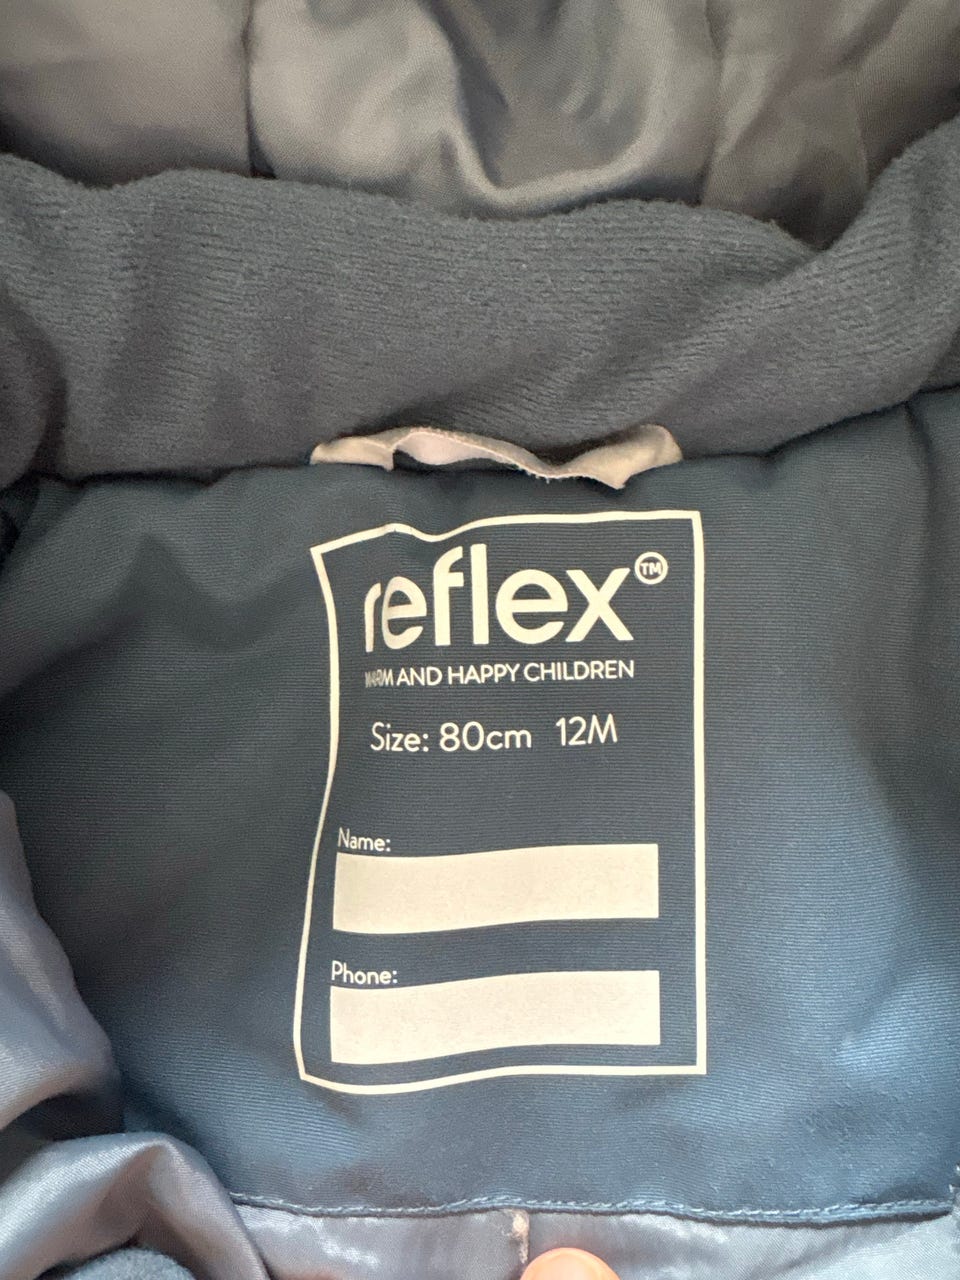 reflex™
WARM AND HAPPY CHILDREN
Size: 80cm 12M
Name:
Phone: